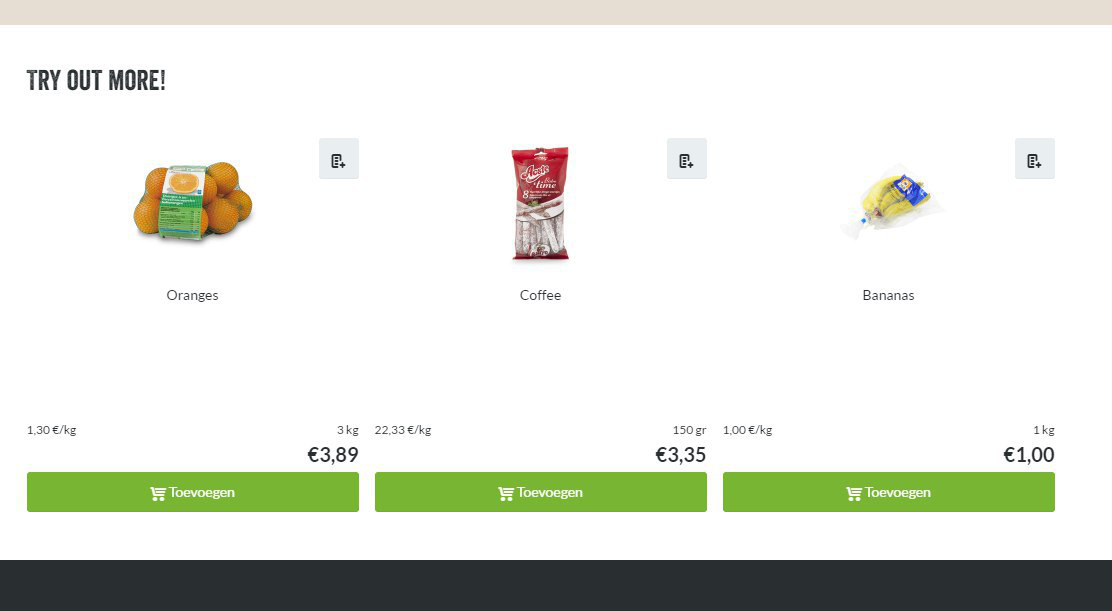 TRY OUT MORE!
Oranges
Coffee
Bananas
1,30 €/kg 3 kg
22,33 €/kg 150 gr
1,00 €/kg 1 kg
€3,89
€3,35
€1,00
Toevoegen
Toevoegen
Toevoegen